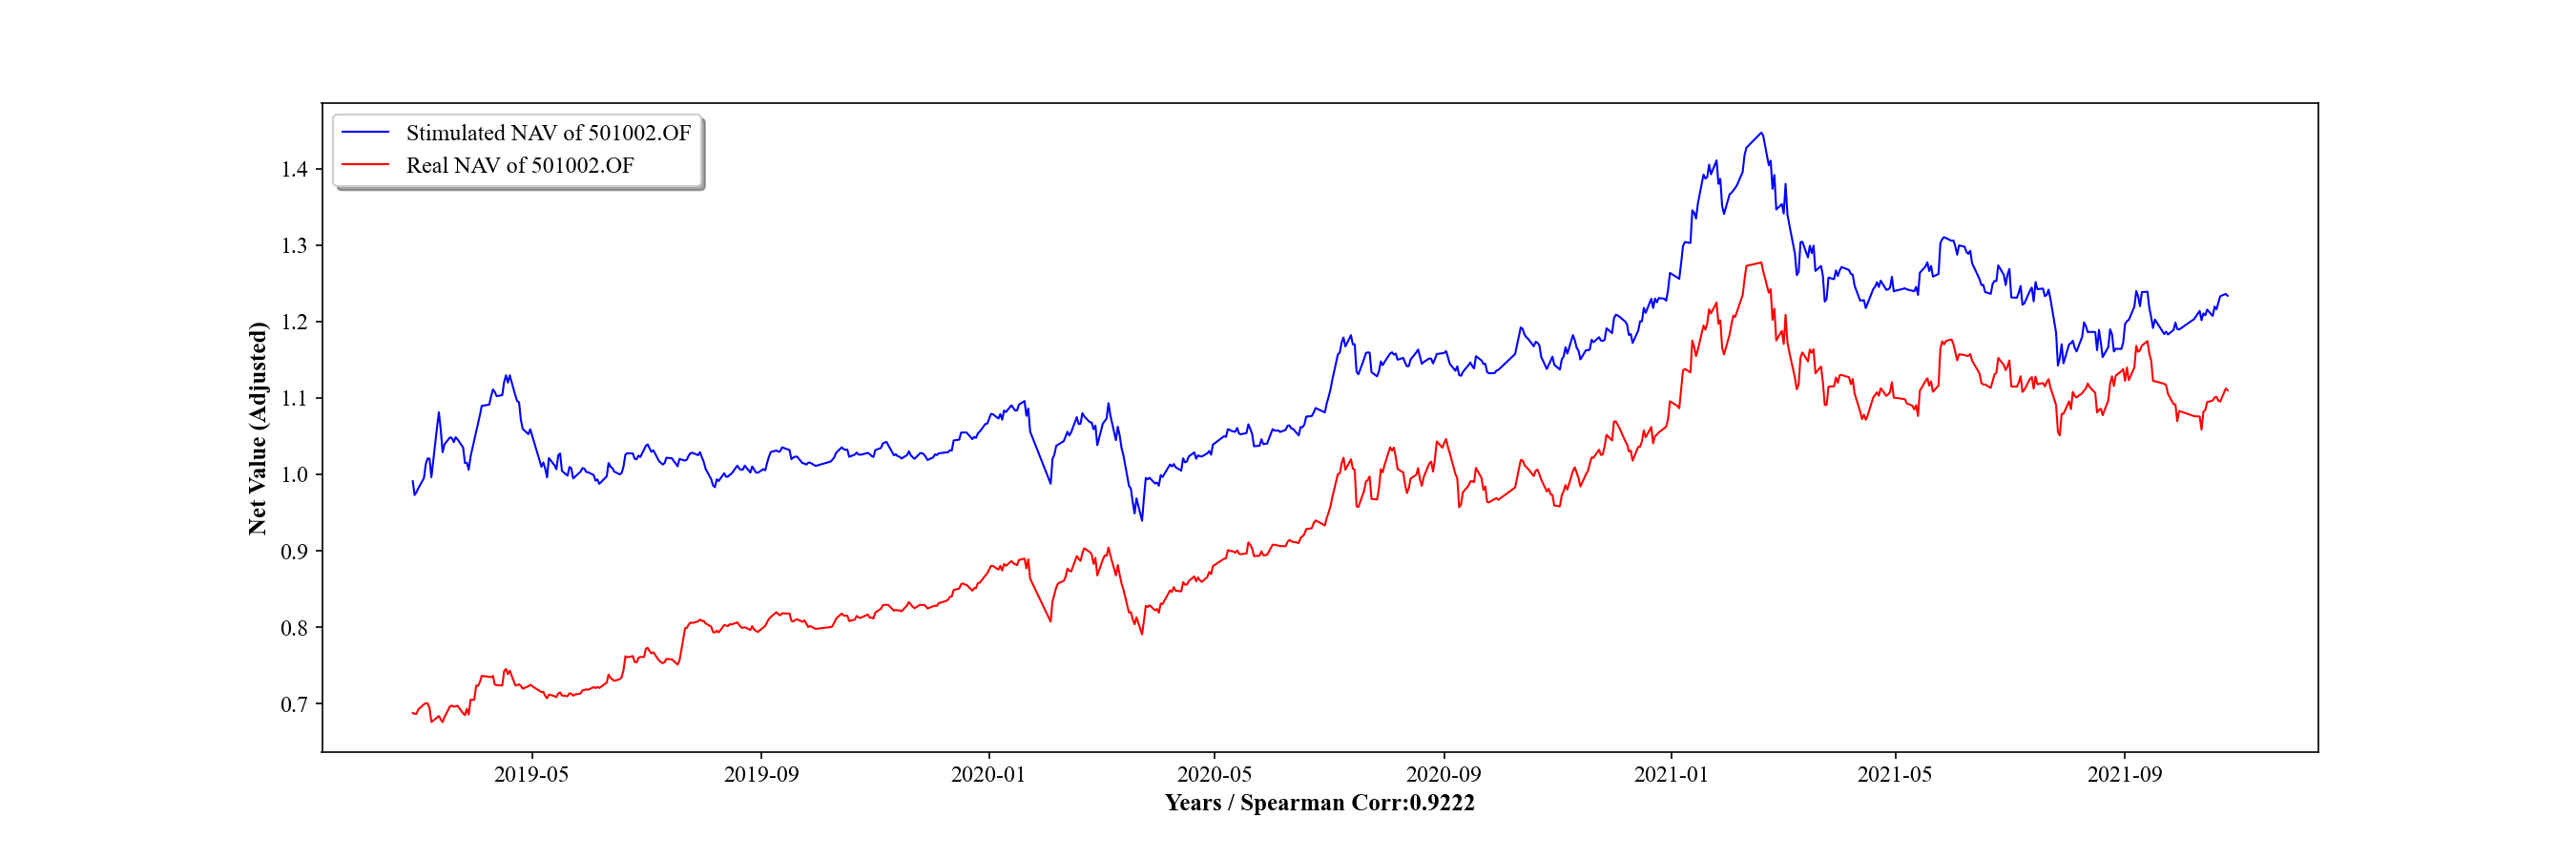 Stimulated NAV of 501002.OF
Real NAV of 501002.OF
1.4
1.3
1.2
1.1
1.0
0.9
0.8
0.7
Net Value (Adjusted)
2019-05 2019-09 2020-01 2020-05 2020-09 2021-01 2021-05 2021-09
Years / Spearman Corr:0.9222